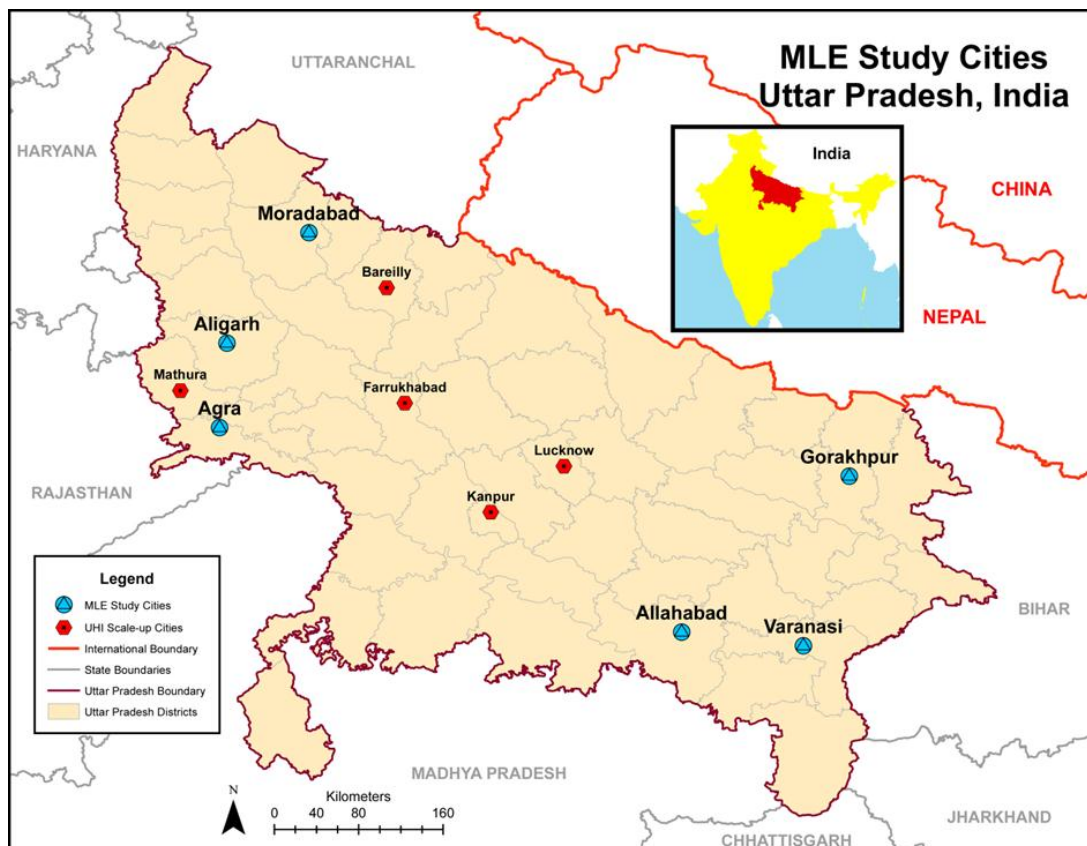 MLE Study Cities
Uttar Pradesh, India
UTTARANCHAL
HARYANA
India
CHINA
Moradabad
Bareilly
NEPAL
Aligarh
Mathura
Farrukhabad
Agra
Lucknow
Gorakhpur
RAJASTHAN
Kanpur
Legend
MLE Study Cities
UHI Scale-up Cities
International Boundary
State Boundaries
Uttar Pradesh Boundary
Uttar Pradesh Districts
Allahabad
Varanasi
BIHAR
MADHYA PRADESH
N
Kilometers
0 40 80 160
JHARKHAND
CHHATTISGARH